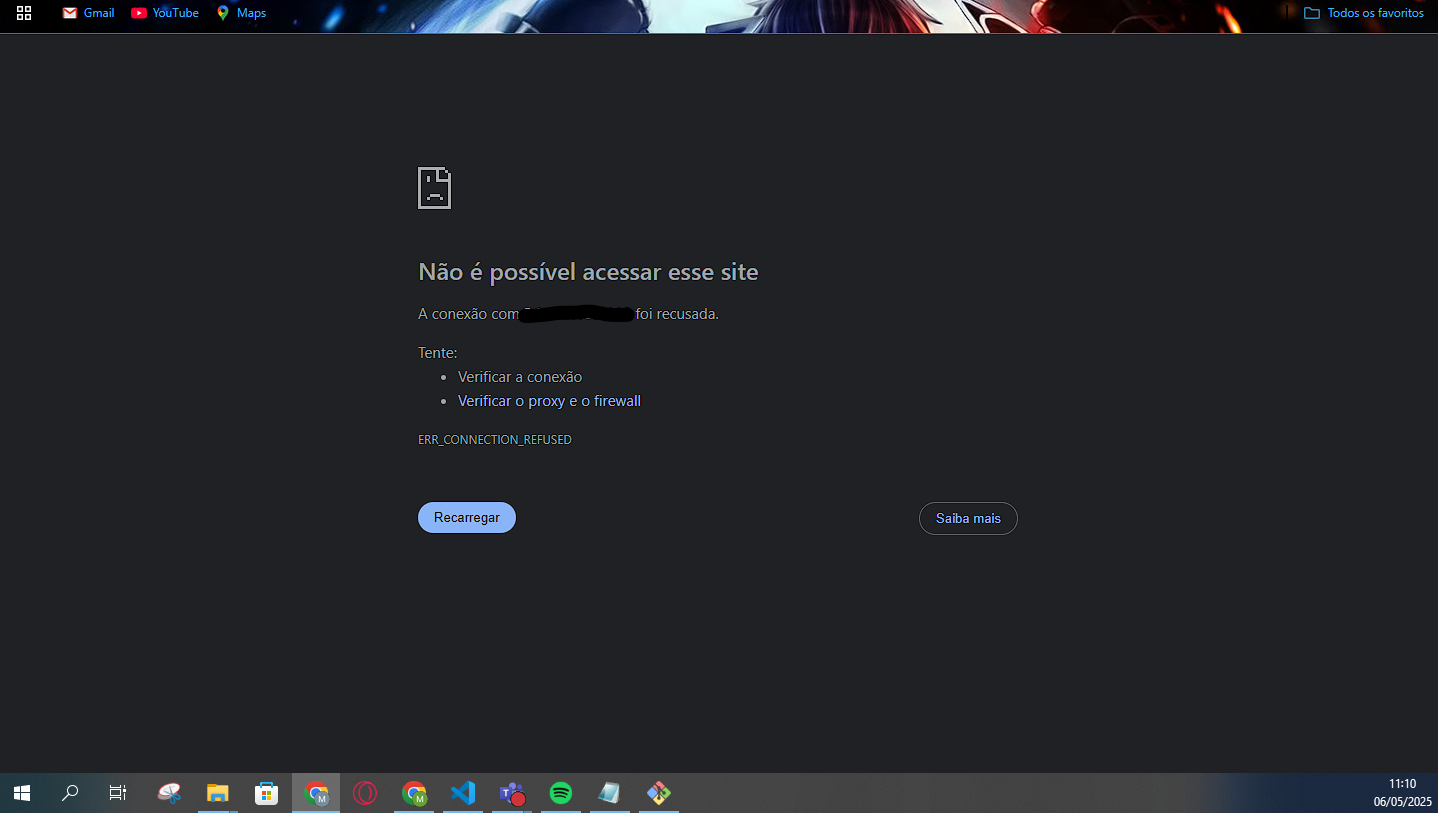 Gmail YouTube Maps Todos os favoritos
Não é possível acessar esse site
A conexão com foi recusada.
Tente:
Verificar a conexão
Verificar o proxy e o firewall
ERR_CONNECTION_REFUSED
Recarregar Saiba mais
11:10
06/05/2025